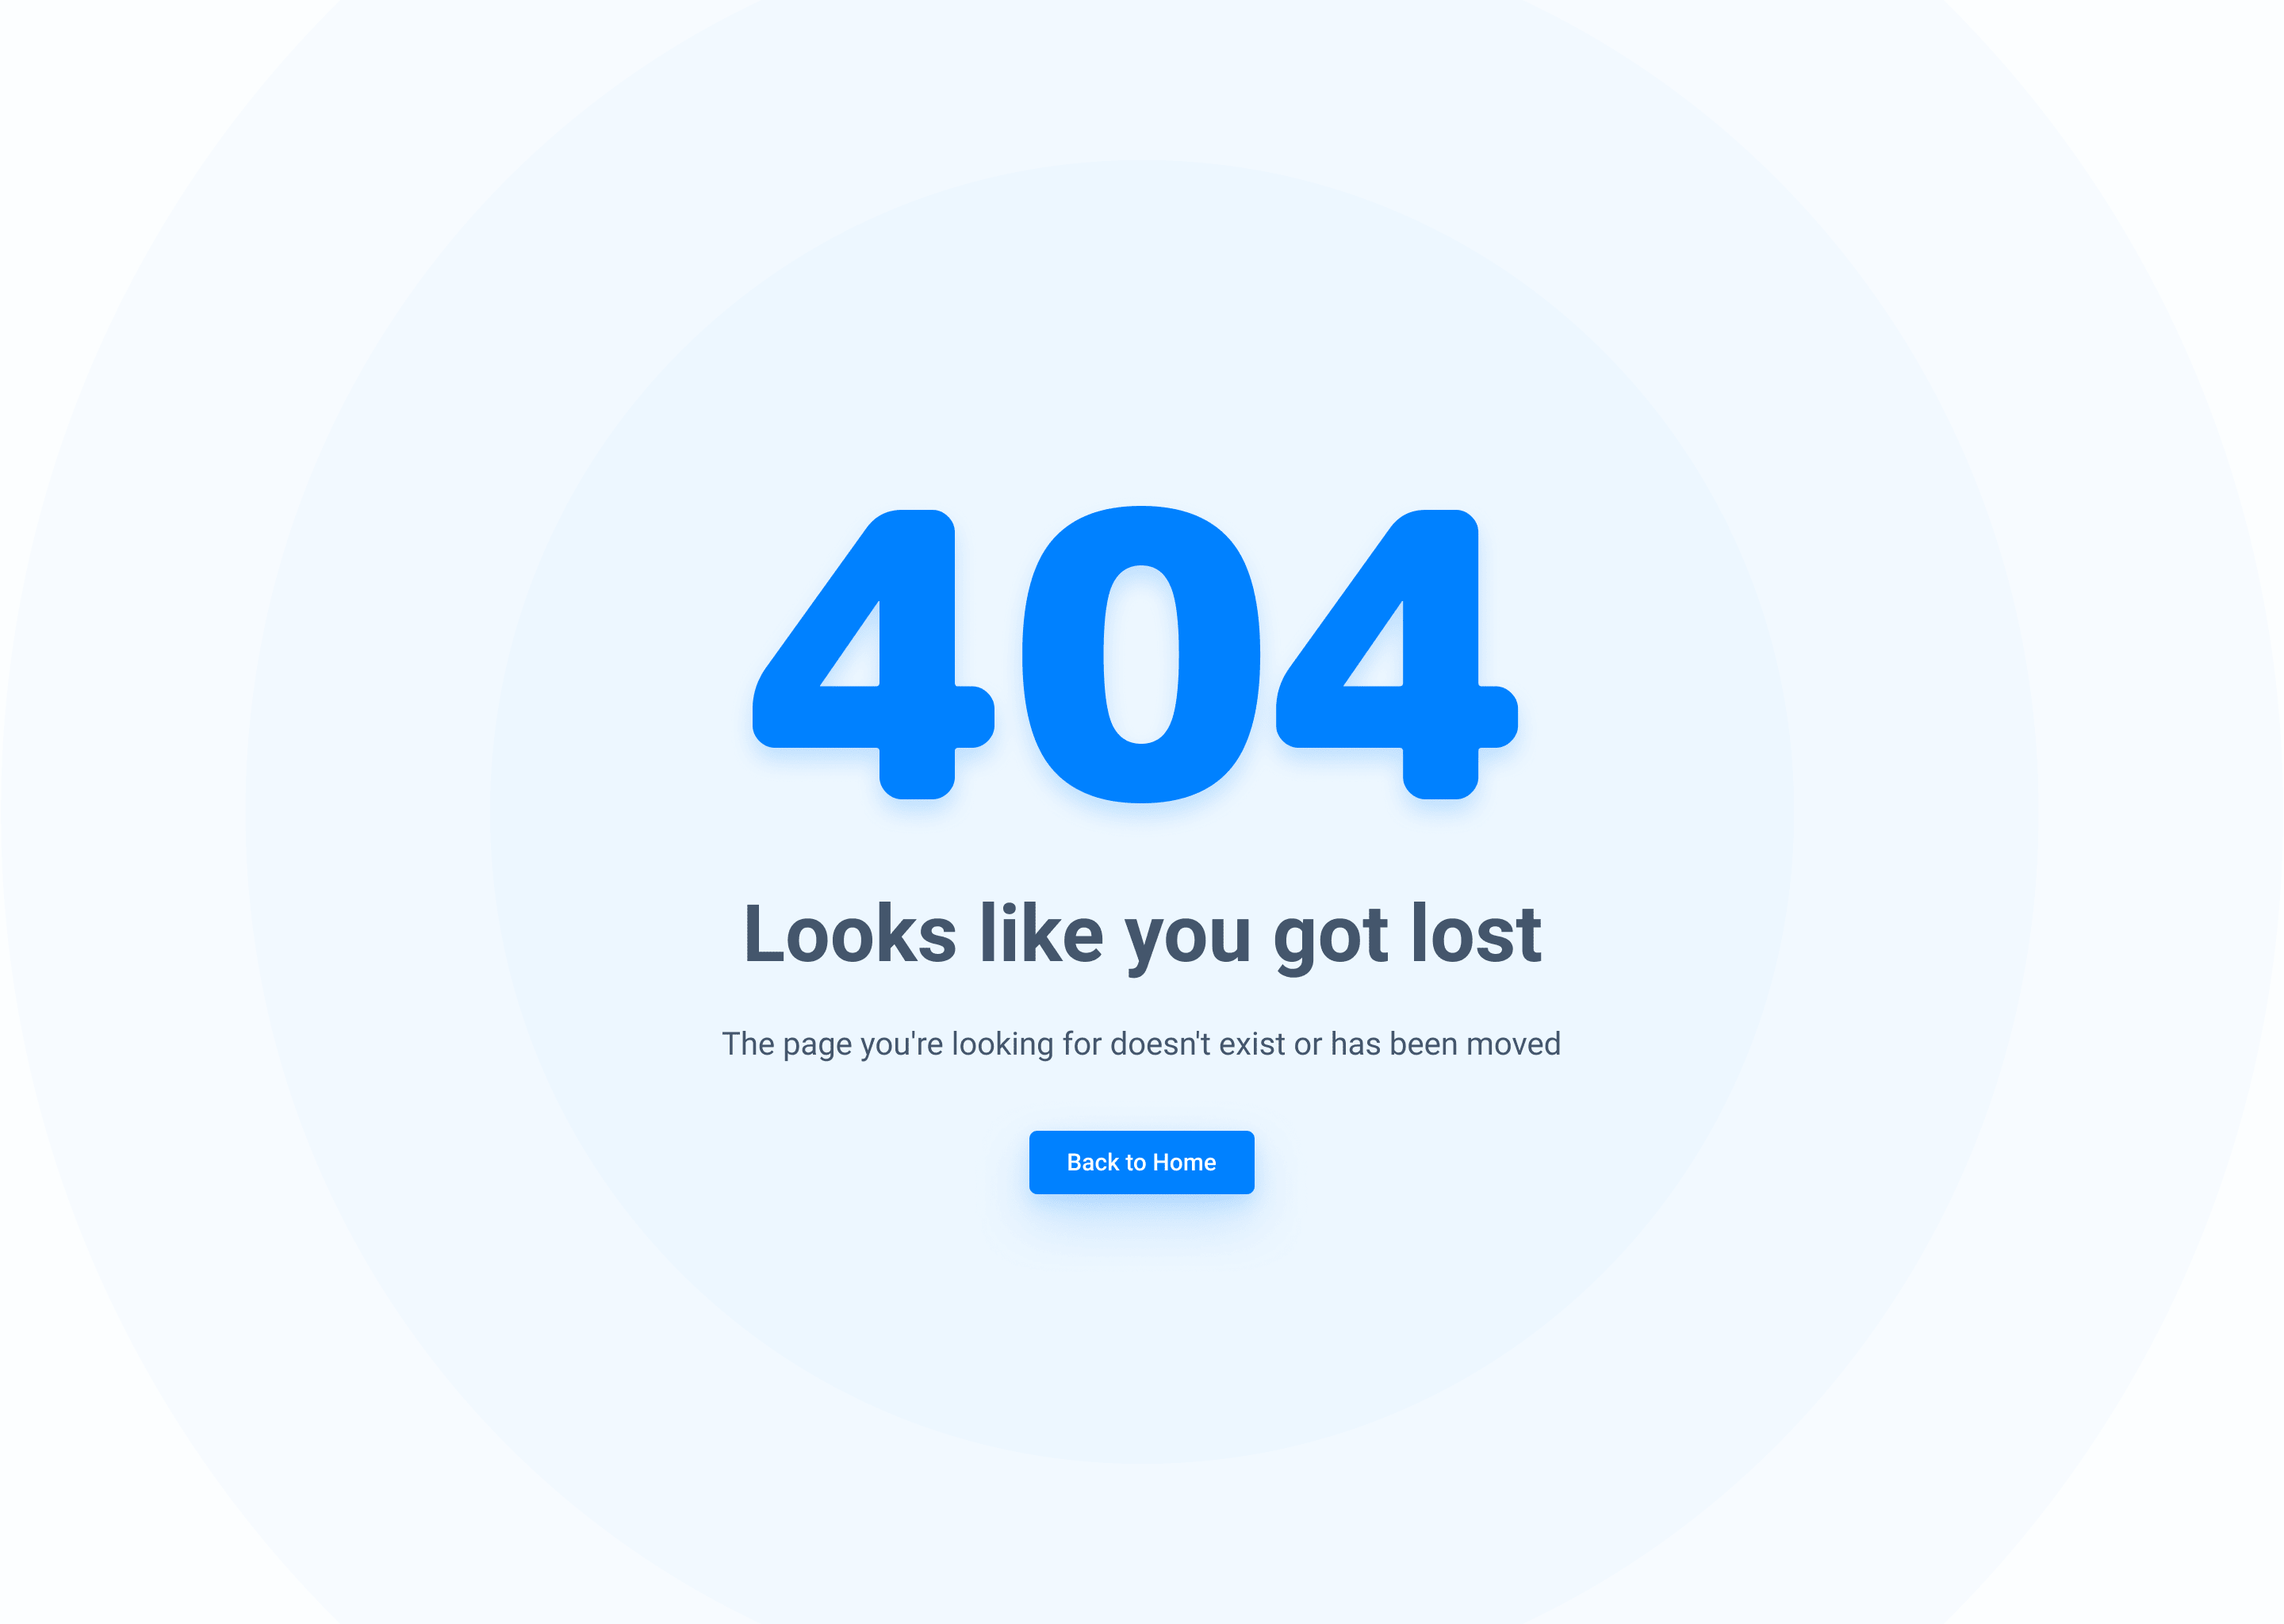 404
Looks like you got lost
The page you're looking for doesn't exist or has been moved
Back to Home